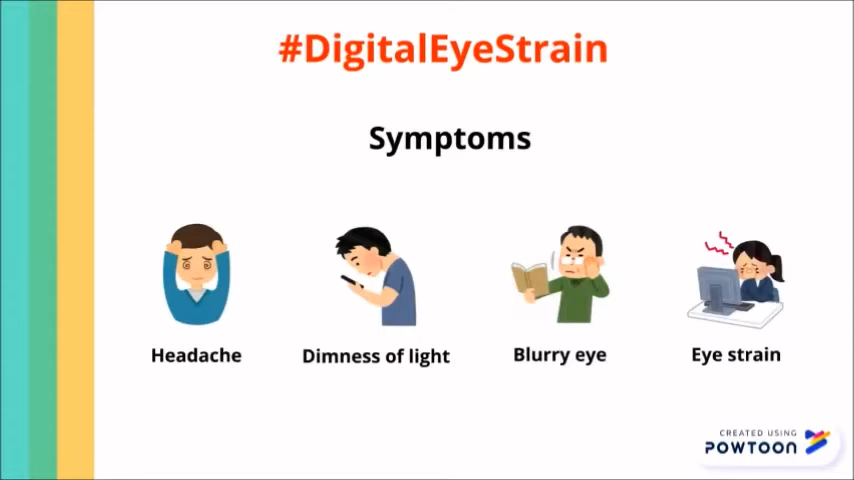 #DigitalEyeStrain
Symptoms
Headache
Dimness of light
Blurry eye
Eye strain
CREATED USING
POWTOON